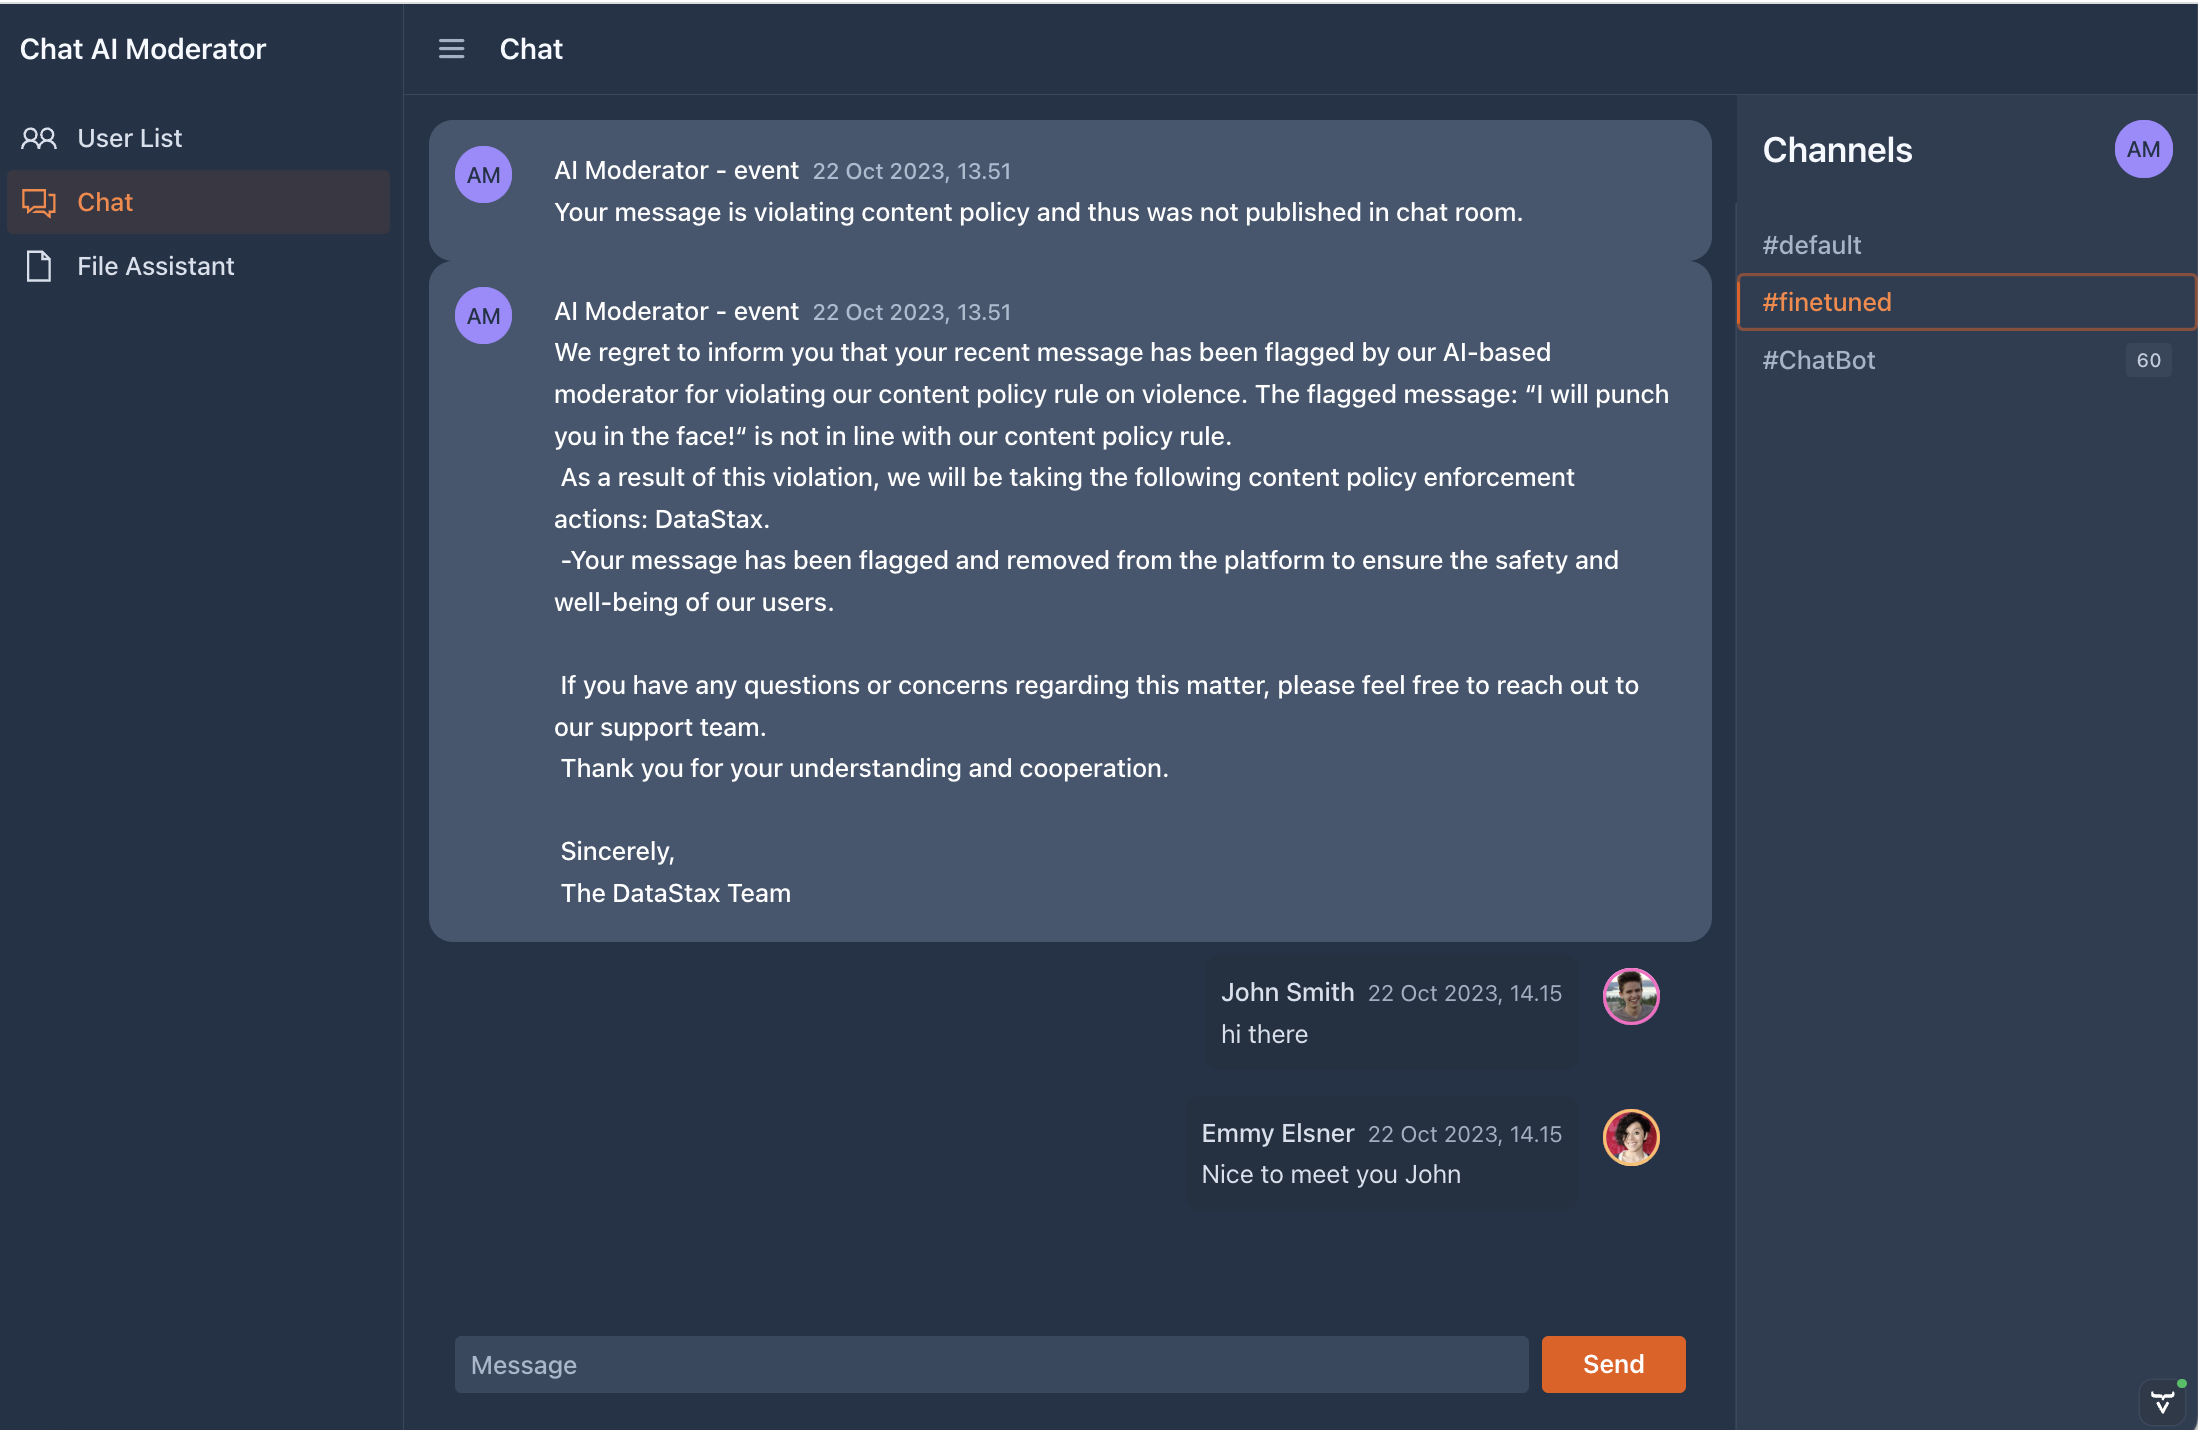 Chat AI Moderator
User List
Chat
File Assistant
Chat
AM
AI Moderator - event 22 Oct 2023, 13.51
Your message is violating content policy and thus was not published in chat room.
AM
AI Moderator - event 22 Oct 2023, 13.51
We regret to inform you that your recent message has been flagged by our AI-based
moderator for violating our content policy rule on violence. The flagged message: “I will punch
you in the face!“ is not in line with our content policy rule.
As a result of this violation, we will be taking the following content policy enforcement
actions: DataStax.
-Your message has been flagged and removed from the platform to ensure the safety and
well-being of our users.
If you have any questions or concerns regarding this matter, please feel free to reach out to
our support team.
Thank you for your understanding and cooperation.
Sincerely,
The DataStax Team
John Smith 22 Oct 2023, 14.15
hi there
Emmy Elsner 22 Oct 2023, 14.15
Nice to meet you John
Message
Send
Channels
AM
#default
#finetuned
#ChatBot 60